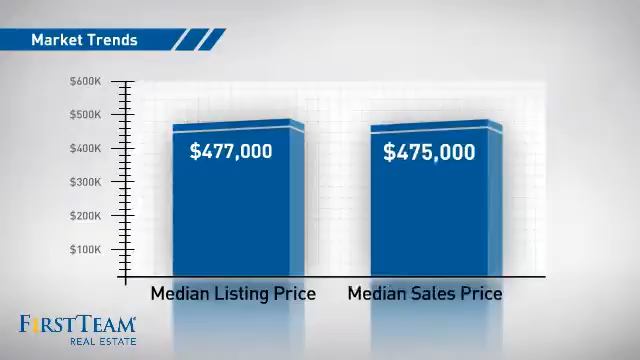 Market Trends
$600K
$500K
$400K
$300K
$200K
$100K
$477,000
$475,000
Median Listing Price
Median Sales Price
FIRSTTEAM®
REAL ESTATE